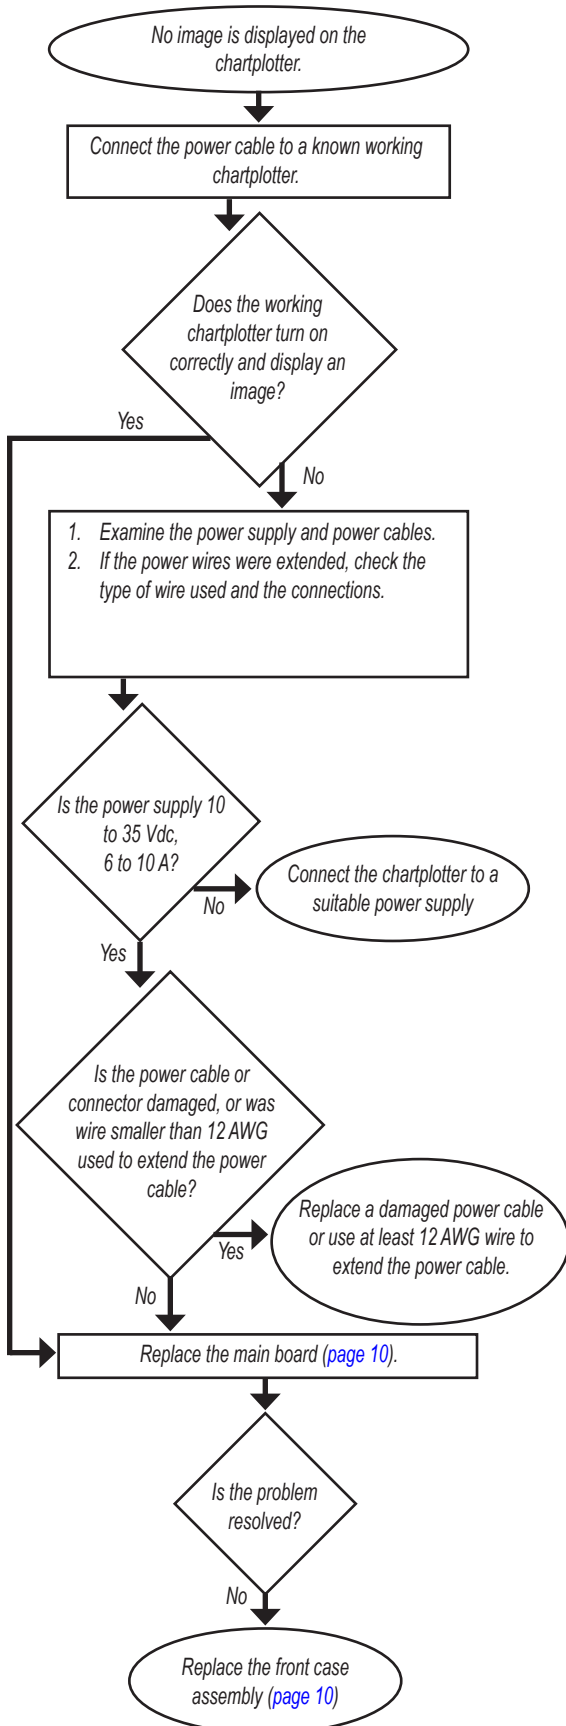 No image is displayed on the
chartplotter.
Connect the power cable to a known working
chartplotter.
Does the working
chartplotter turn on
correctly and display an
image?
Yes
No
1. Examine the power supply and power cables.
2. If the power wires were extended, check the
type of wire used and the connections.
Is the power supply 10
to 35 Vdc,
6 to 10 A?
No
Connect the chartplotter to a
suitable power supply
Yes
Is the power cable or
connector damaged, or was
wire smaller than 12 AWG
used to extend the power
cable?
Yes
Replace a damaged power cable
or use at least 12 AWG wire to
extend the power cable.
No
Replace the main board (page 10).
Is the problem
resolved?
No
Replace the front case
assembly (page 10)